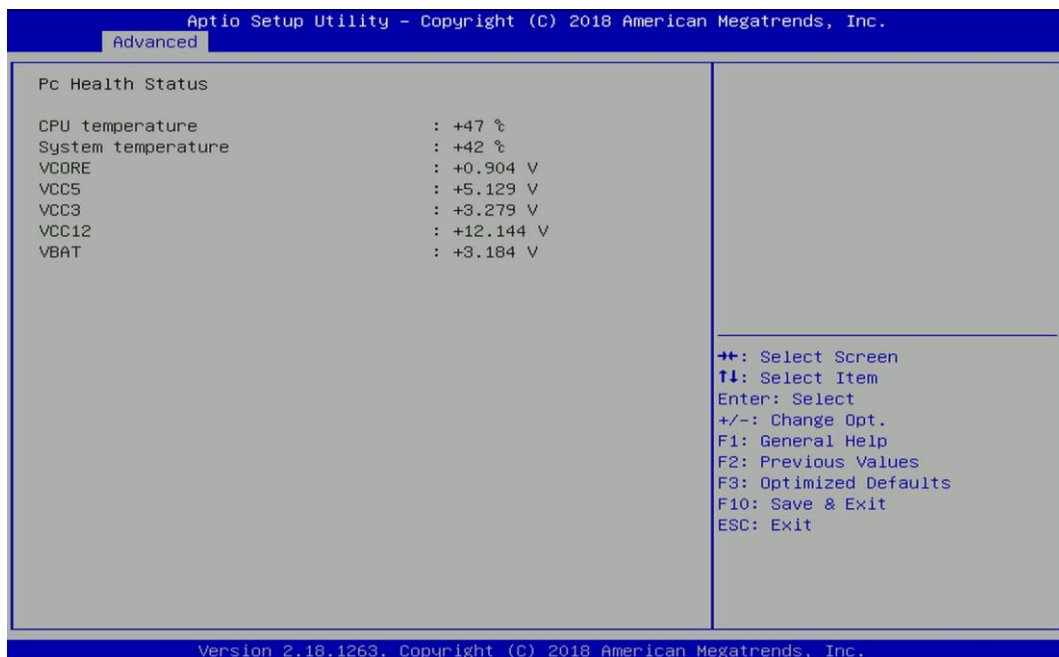 Aptio Setup Utility – Copyright (C) 2018 American Megatrends, Inc.
Advanced
Pc Health Status
CPU temperature : +47 ℃
System temperature : +42 ℃
VCORE : +0.904 V
VCC5 : +5.129 V
VCC3 : +3.279 V
VCC12 : +12.144 V
VBAT : +3.184 V
→←: Select Screen
↑↓: Select Item
Enter: Select
+/-: Change Opt.
F1: General Help
F2: Previous Values
F3: Optimized Defaults
F10: Save & Exit
ESC: Exit
Version 2.18.1263. Copyright (C) 2018 American Megatrends, Inc.